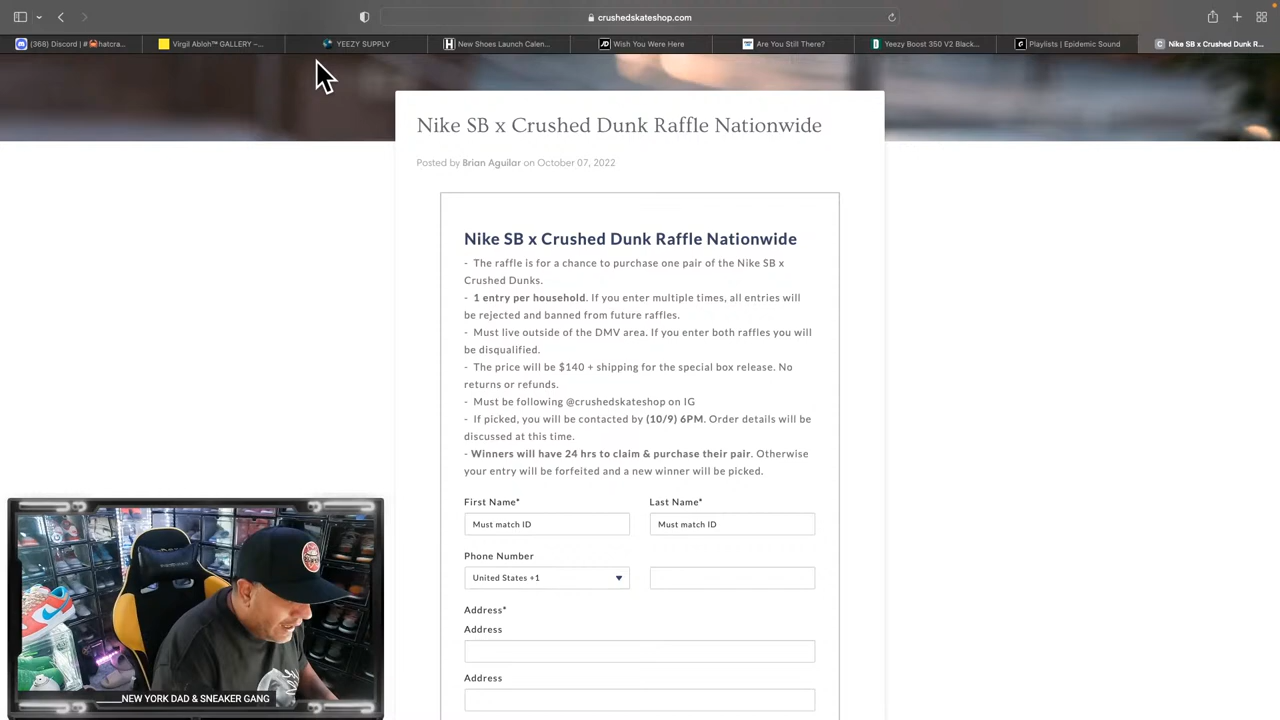 crushedskateshop.com
(366) Discord | #🦀hatcra...
Virgil Abloh™ GALLERY –...
YEEZY SUPPLY
New Shoes Launch Calen...
Wish You Were Here
Are You Still There?
Yeezy Boost 350 V2 Black...
Playlists | Epidemic Sound
Nike SB x Crushed Dunk R...
Nike SB x Crushed Dunk Raffle Nationwide
Posted by Brian Aguilar on October 07, 2022
Nike SB x Crushed Dunk Raffle Nationwide
- The raffle is for a chance to purchase one pair of the Nike SB x
Crushed Dunks.
- 1 entry per household. If you enter multiple times, all entries will
be rejected and banned from future raffles.
- Must live outside of the DMV area. If you enter both raffles you will
be disqualified.
- The price will be $140 + shipping for the special box release. No
returns or refunds.
- Must be following @crushedskateshop on IG
- If picked, you will be contacted by (10/9) 6PM. Order details will be
discussed at this time.
- Winners will have 24 hrs to claim & purchase their pair. Otherwise
your entry will be forfeited and a new winner will be picked.
First Name* Last Name*
Must match ID Must match ID
Phone Number
United States +1
Address*
Address
Address
NEW YORK DAD & SNEAKER GANG